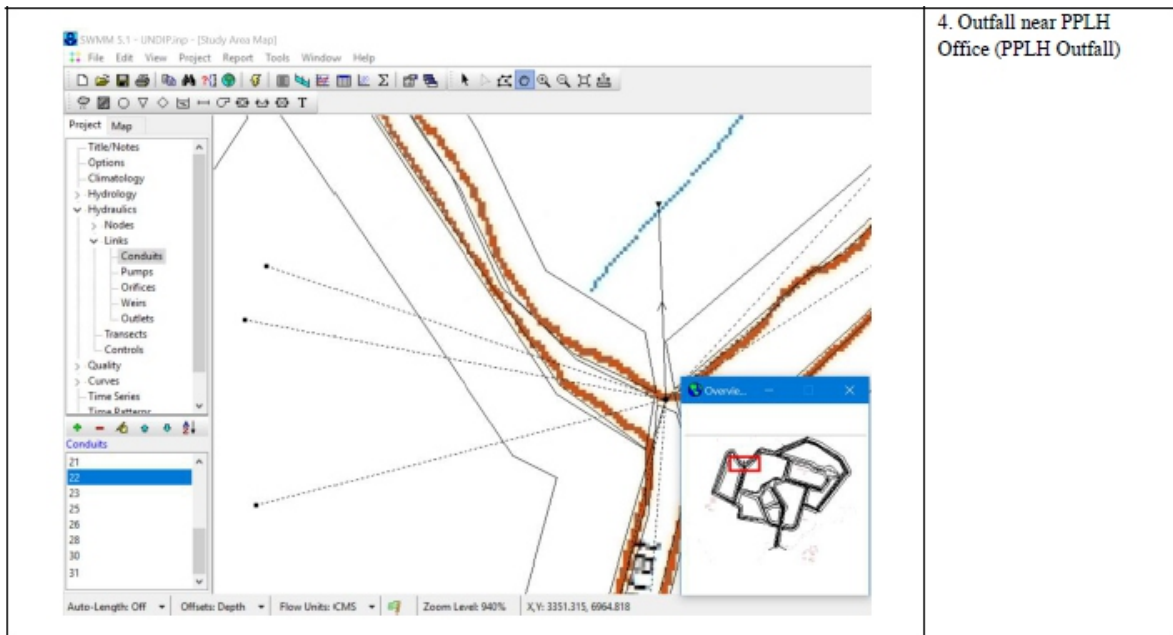 SWMM 5.1 - UNDIP.inp - [Study Area Map]
File Edit View Project Report Tools Window Help
T
Project Map
Title/Notes
Options
Climatology
Hydrology
Hydraulics
Nodes
Links
Conduits
Pumps
Orifices
Weirs
Outlets
Transects
Controls
Quality
Curves
Time Series
Time Patterns
Conduits
21
22
23
25
26
28
30
31
Overvie...
Auto-Length: Off Offsets: Depth Flow Units: CMS Zoom Level: 940% X,Y: 3351.315, 6964.818
4. Outfall near PPLH
Office (PPLH Outfall)